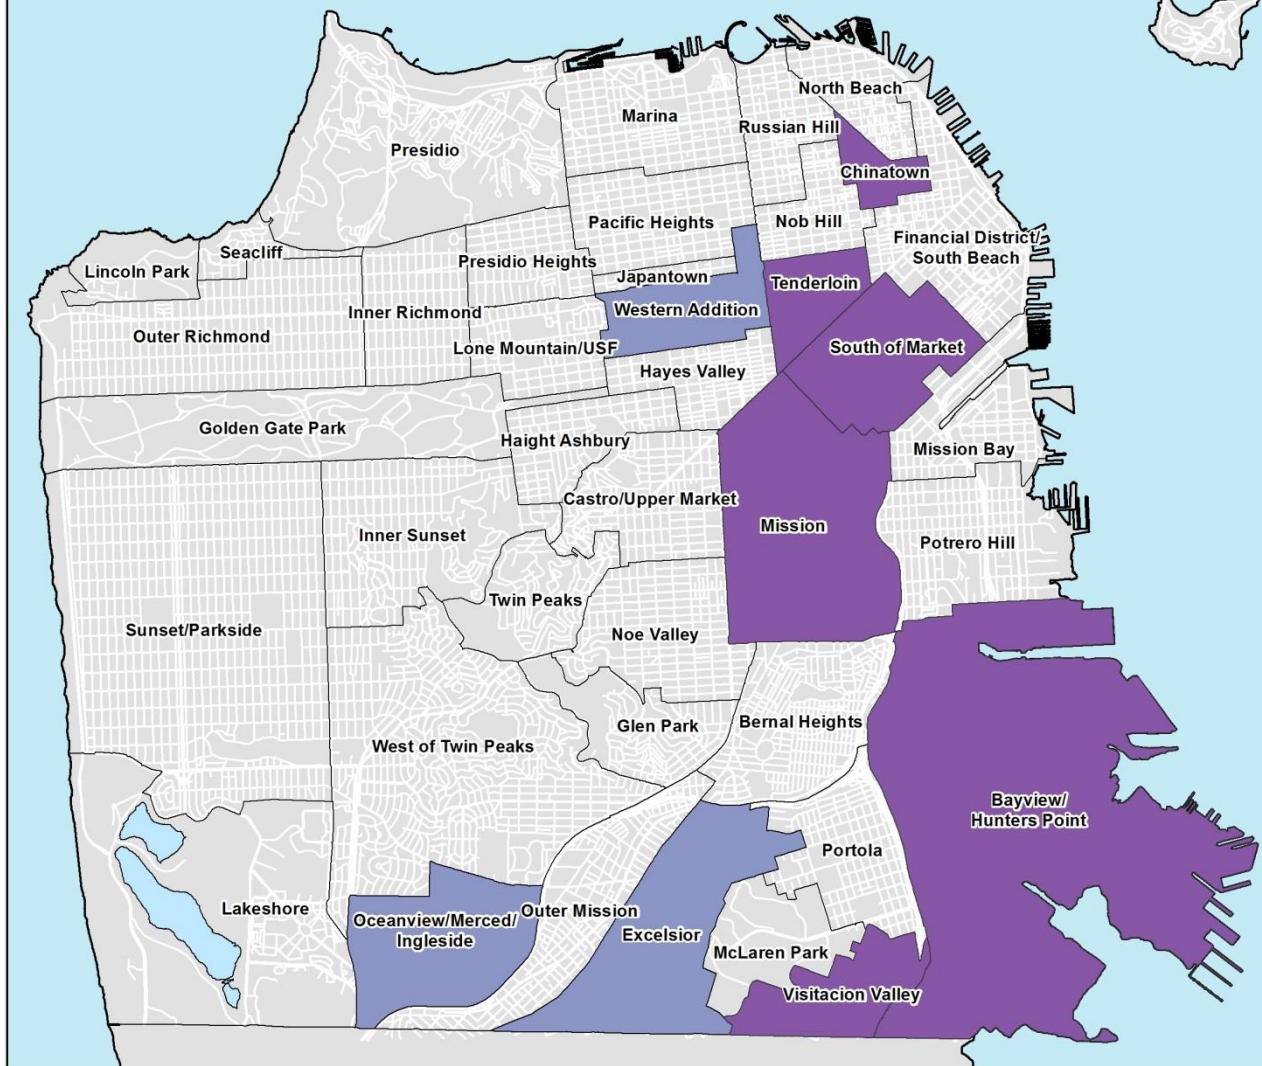 North Beach
Marina
Russian Hill
Presidio
Chinatown
Pacific Heights
Nob Hill
Financial District/
South Beach
Seacliff
Lincoln Park
Presidio Heights
Japantown
Tenderloin
Western Addition
Inner Richmond
Outer Richmond
Lone Mountain/USF
South of Market
Hayes Valley
Golden Gate Park
Haight Ashbury
Mission Bay
Castro/Upper Market
Mission
Inner Sunset
Potrero Hill
Twin Peaks
Sunset/Parkside
Noe Valley
Glen Park
Bernal Heights
West of Twin Peaks
Bayview/
Hunters Point
Portola
Lakeshore
Oceanview/Merced/
Ingleside
Outer Mission
Excelsior
McLaren Park
Visitacion Valley